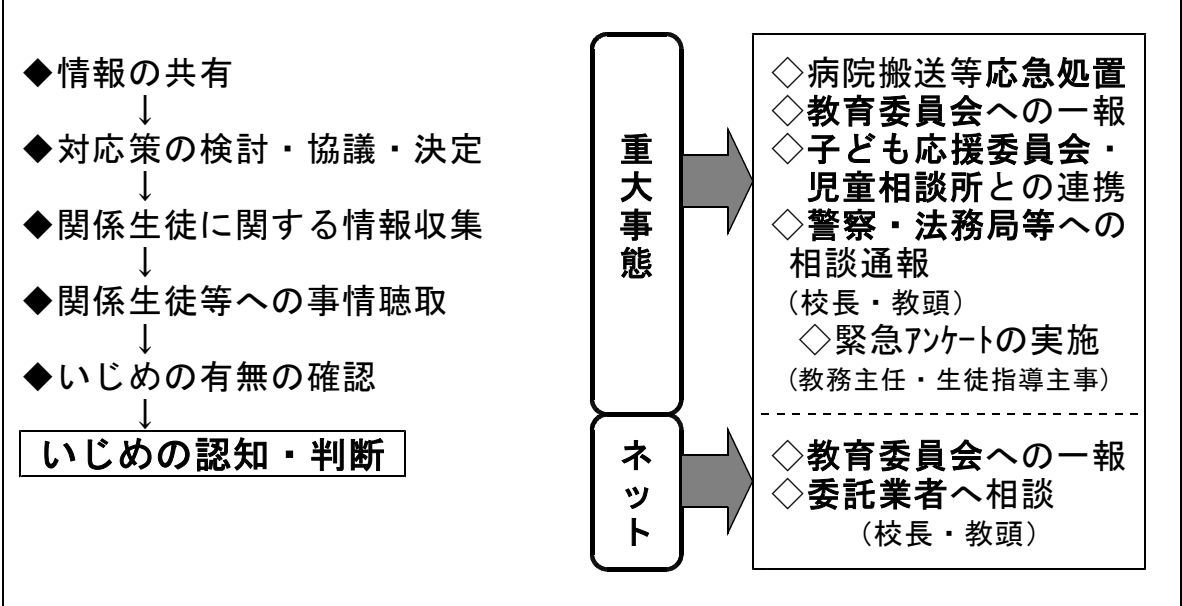 ◆情報の共有
↓
◆対応策の検討・協議・決定
↓
◆関係生徒に関する情報収集
↓
◆関係生徒等への事情聴取
↓
◆いじめの有無の確認
↓
いじめの認知・判断
重大事態
◇病院搬送等応急処置
◇教育委員会への一報
◇子ども応援委員会・
児童相談所との連携
◇警察・法務局等への
相談通報
(校長・教頭)
◇緊急ｱﾝｹｰﾄの実施
(教務主任・生徒指導主事)
ネット
◇教育委員会への一報
◇委託業者へ相談
(校長・教頭)